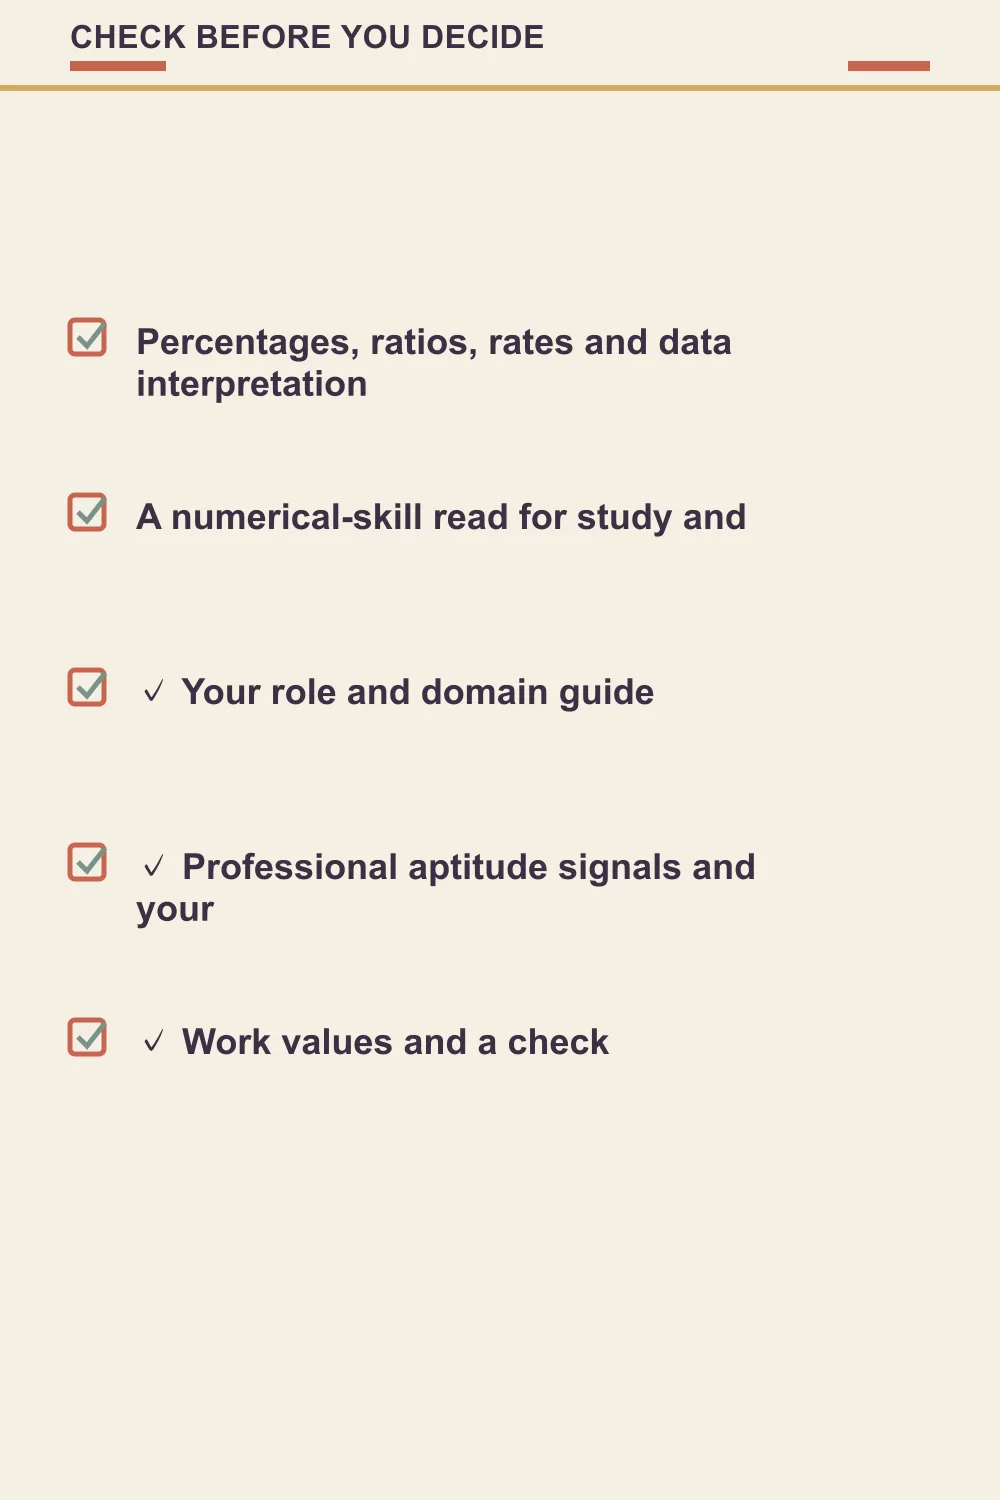 CHECK BEFORE YOU DECIDE
Percentages, ratios, rates and data
interpretation
A numerical-skill read for study and
✓ Your role and domain guide
✓ Professional aptitude signals and
your
✓ Work values and a check